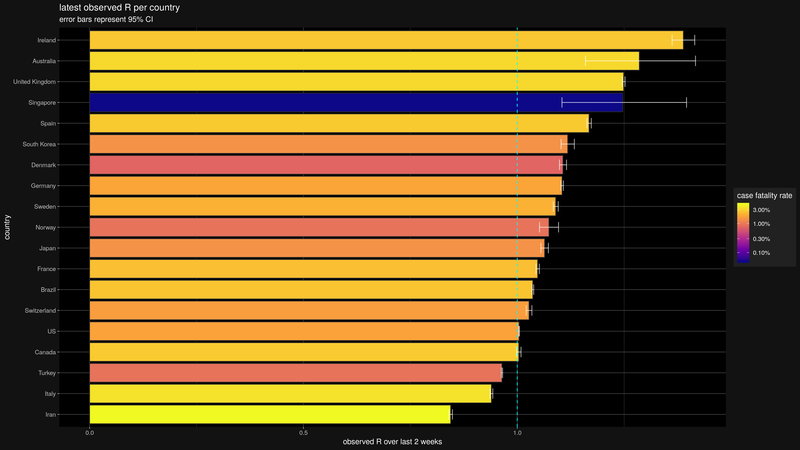 latest observed R per country
error bars represent 95% CI
Ireland
Australia
United Kingdom
Singapore
Spain
South Korea
Denmark
Germany
Sweden
Norway
Japan
France
Brazil
Switzerland
US
Canada
Turkey
Italy
Iran
country
0.0
0.5
1.0
observed R over last 2 weeks
case fatality rate
3.00%
1.00%
0.30%
0.10%